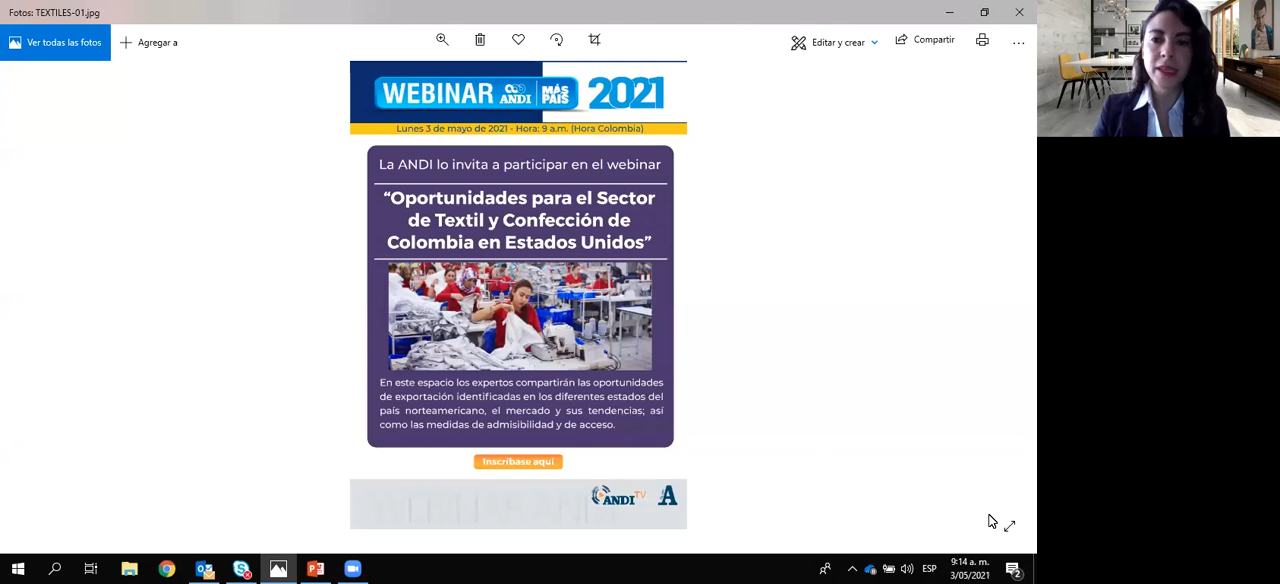 Fotos: TEXTILES-01.jpg
Ver todas las fotos
Agregar a
Editar y crear
Compartir
WEBINAR ANDI MÁS PAÍS 2021
Lunes 3 de mayo de 2021 - Hora: 9 a.m. (Hora Colombia)
La ANDI lo invita a participar en el webinar
“Oportunidades para el Sector
de Textil y Confección de
Colombia en Estados Unidos”
En este espacio los expertos compartirán las oportunidades
de exportación identificadas en los diferentes estados del
país norteamericano, el mercado y sus tendencias; así
como las medidas de admisibilidad y de acceso.
Inscríbase aquí
ANDI TV A
ESP
9:14 a. m.
3/05/2021
2